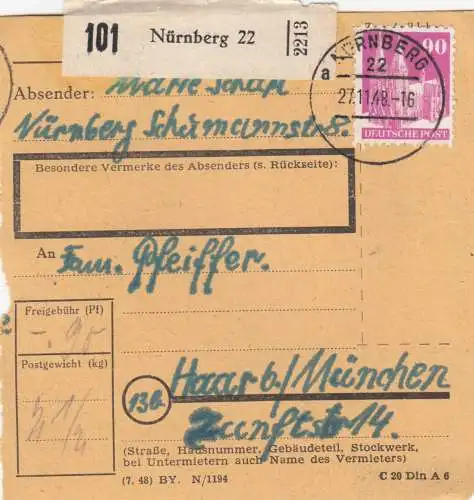 101 Nürnberg 22 2213
NÜRNBERG
22
a
27.11.48.-16
90
DEUTSCHE POST
Absender: Marie
Nürnberg Schumannstr 8.
Besondere Vermerke des Absenders (s. Rückseite):
An Fam. Pfeiffer.
Freigebühr (Pf)
-.90
Postgewicht (kg)
13b Haar b/München
14.
(Straße, Hausnummer, Gebäudeteil, Stockwerk,
bei Untermietern auch Name des Vermieters)
(7. 48) BY. N/1194 C 20 Din A 6